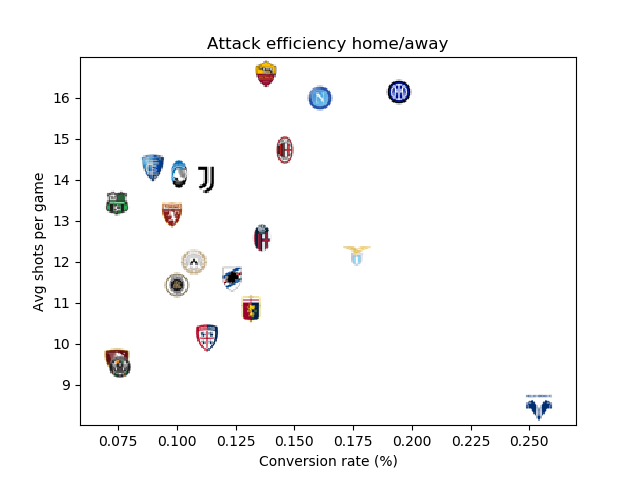 Attack efficiency home/away
Avg shots per game
16
15
14
13
12
11
10
9
0.075 0.100 0.125 0.150 0.175 0.200 0.225 0.250
Conversion rate (%)
N
TORINO